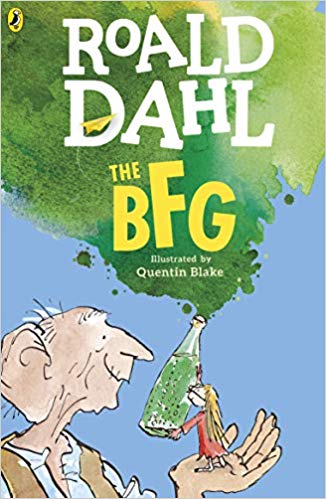 ROALD
DAHL
THE
BFG
Illustrated by
Quentin Blake